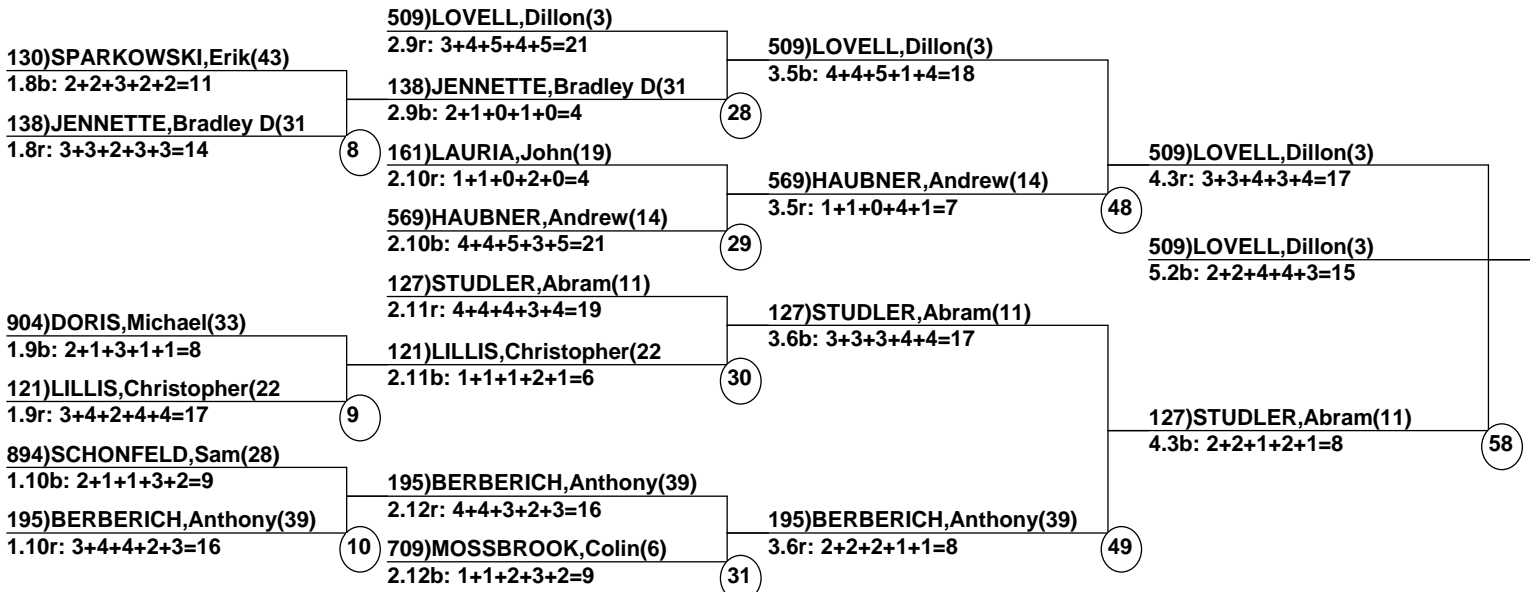 130)SPARKOWSKI,Erik(43)
1.8b: 2+2+3+2+2=11
138)JENNETTE,Bradley D(31
1.8r: 3+3+2+3+3=14
8
904)DORIS,Michael(33)
1.9b: 2+1+3+1+1=8
121)LILLIS,Christopher(22
1.9r: 3+4+2+4+4=17
9
894)SCHONFELD,Sam(28)
1.10b: 2+1+1+3+2=9
195)BERBERICH,Anthony(39)
1.10r: 3+4+4+2+3=16
10
509)LOVELL,Dillon(3)
2.9r: 3+4+5+4+5=21
138)JENNETTE,Bradley D(31
2.9b: 2+1+0+1+0=4
28
161)LAURIA,John(19)
2.10r: 1+1+0+2+0=4
569)HAUBNER,Andrew(14)
2.10b: 4+4+5+3+5=21
29
127)STUDLER,Abram(11)
2.11r: 4+4+4+3+4=19
121)LILLIS,Christopher(22
2.11b: 1+1+1+2+1=6
30
195)BERBERICH,Anthony(39)
2.12r: 4+4+3+2+3=16
709)MOSSBROOK,Colin(6)
2.12b: 1+1+2+3+2=9
31
509)LOVELL,Dillon(3)
3.5b: 4+4+5+1+4=18
569)HAUBNER,Andrew(14)
3.5r: 1+1+0+4+1=7
48
127)STUDLER,Abram(11)
3.6b: 3+3+3+4+4=17
195)BERBERICH,Anthony(39)
3.6r: 2+2+2+1+1=8
49
509)LOVELL,Dillon(3)
4.3r: 3+3+4+3+4=17
509)LOVELL,Dillon(3)
5.2b: 2+2+4+4+3=15
127)STUDLER,Abram(11)
4.3b: 2+2+1+2+1=8
58